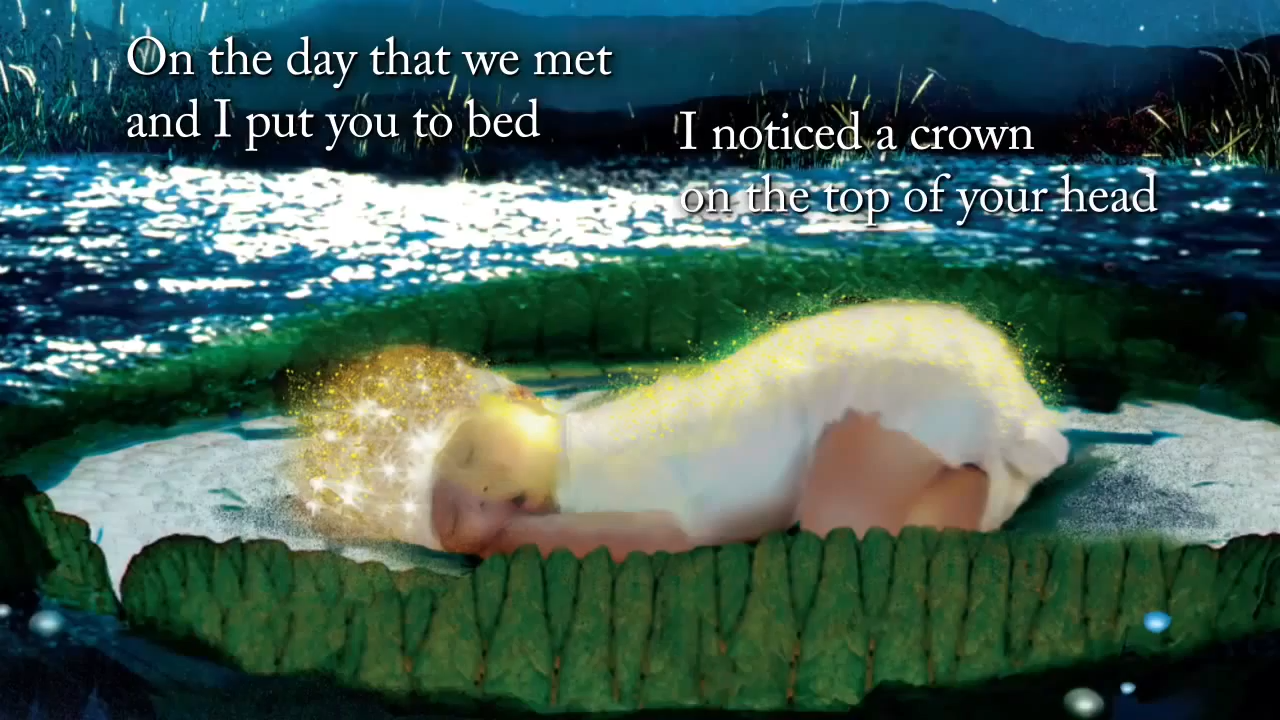 On the day that we met
and I put you to bed
I noticed a crown
on the top of your head